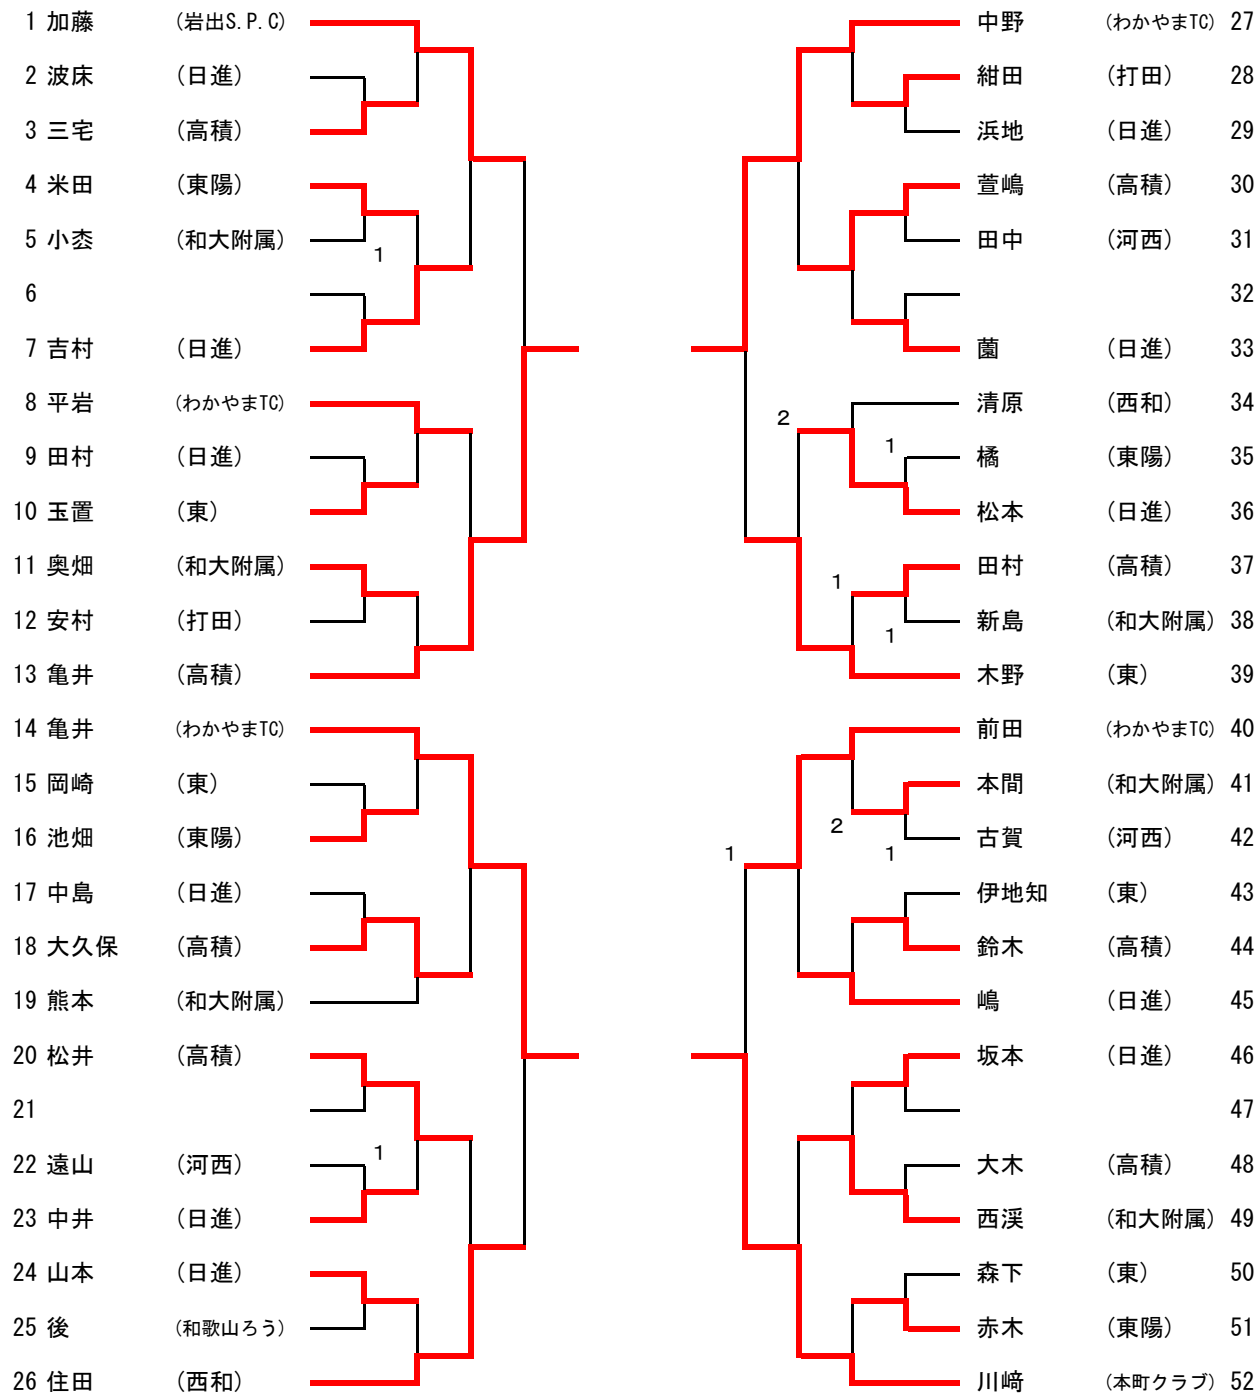 1 加藤 (岩出S.P.C)
2 波床 (日進)
3 三宅 (高積)
4 米田 (東陽)
5 小枩 (和大附属)
1
6
7 吉村 (日進)
8 平岩 (わかやまTC)
9 田村 (日進)
10 玉置 (東)
11 奥畑 (和大附属)
12 安村 (打田)
13 亀井 (高積)
14 亀井 (わかやまTC)
15 岡崎 (東)
16 池畑 (東陽)
17 中島 (日進)
18 大久保 (高積)
19 熊本 (和大附属)
20 松井 (高積)
21
1
22 遠山 (河西)
23 中井 (日進)
24 山本 (日進)
25 後 (和歌山ろう)
26 住田 (西和)
中野 (わかやまTC) 27
紺田 (打田) 28
浜地 (日進) 29
萱嶋 (高積) 30
田中 (河西) 31
32
薗 (日進) 33
清原 (西和) 34
2
1
橘 (東陽) 35
松本 (日進) 36
田村 (高積) 37
1
新島 (和大附属) 38
1
木野 (東) 39
前田 (わかやまTC) 40
本間 (和大附属) 41
2
古賀 (河西) 42
1
1
伊地知 (東) 43
鈴木 (高積) 44
嶋 (日進) 45
坂本 (日進) 46
47
大木 (高積) 48
西渓 (和大附属) 49
森下 (東) 50
赤木 (東陽) 51
川﨑 (本町クラブ) 52